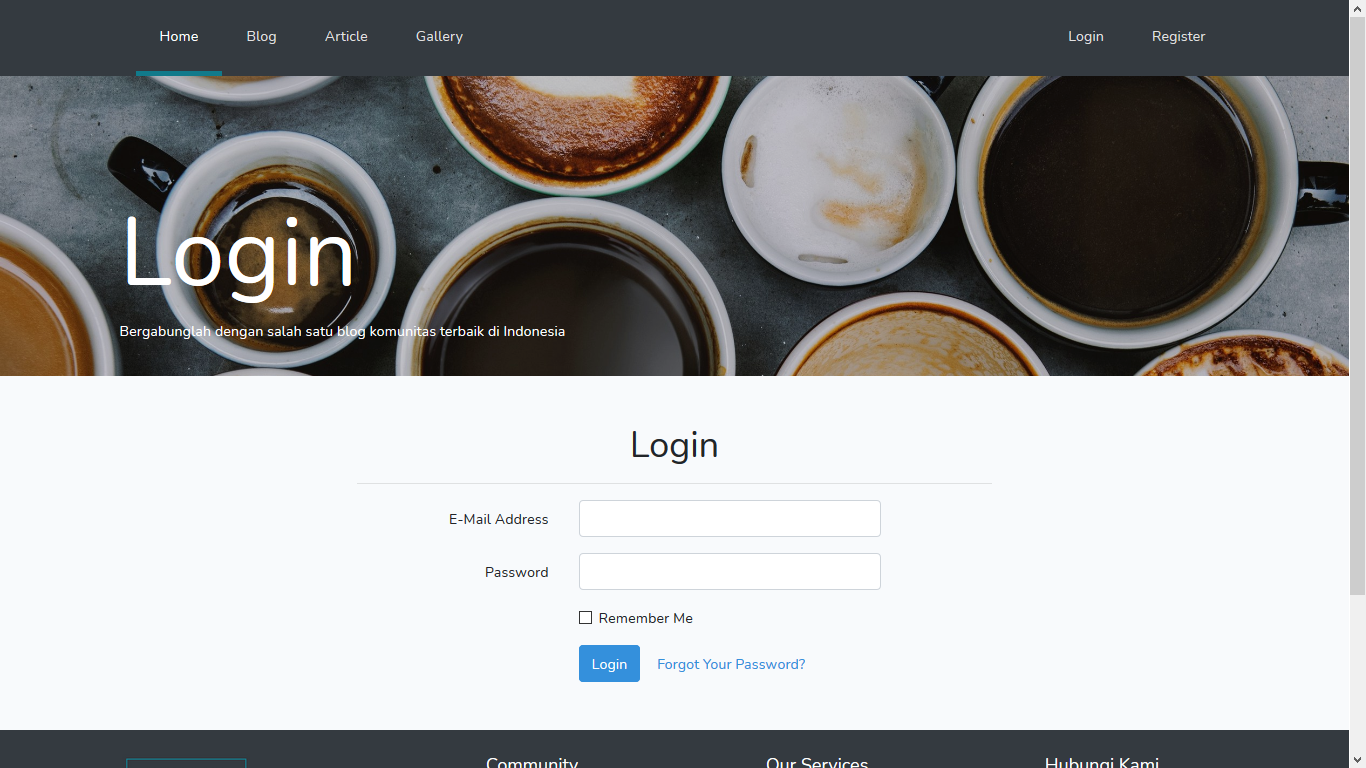 Home Blog Article Gallery Login Register
Login
Bergabunglah dengan salah satu blog komunitas terbaik di Indonesia
Login
E-Mail Address
Password
Remember Me
Login Forgot Your Password?
Community Our Services Hubungi Kami